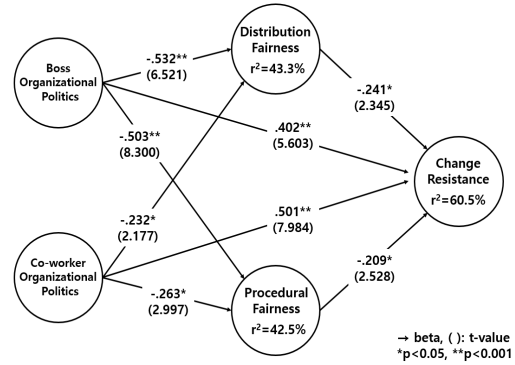 Boss
Organizational
Politics
Distribution
Fairness
r²=43.3%
-.532**
(6.521)
-.241*
(2.345)
-.503**
(8.300)
.402**
(5.603)
Change
Resistance
r²=60.5%
-.232*
(2.177)
.501**
(7.984)
Co-worker
Organizational
Politics
-.263*
(2.997)
Procedural
Fairness
r²=42.5%
-.209*
(2.528)
→ beta, ( ): t-value
*p<0.05, **p<0.001